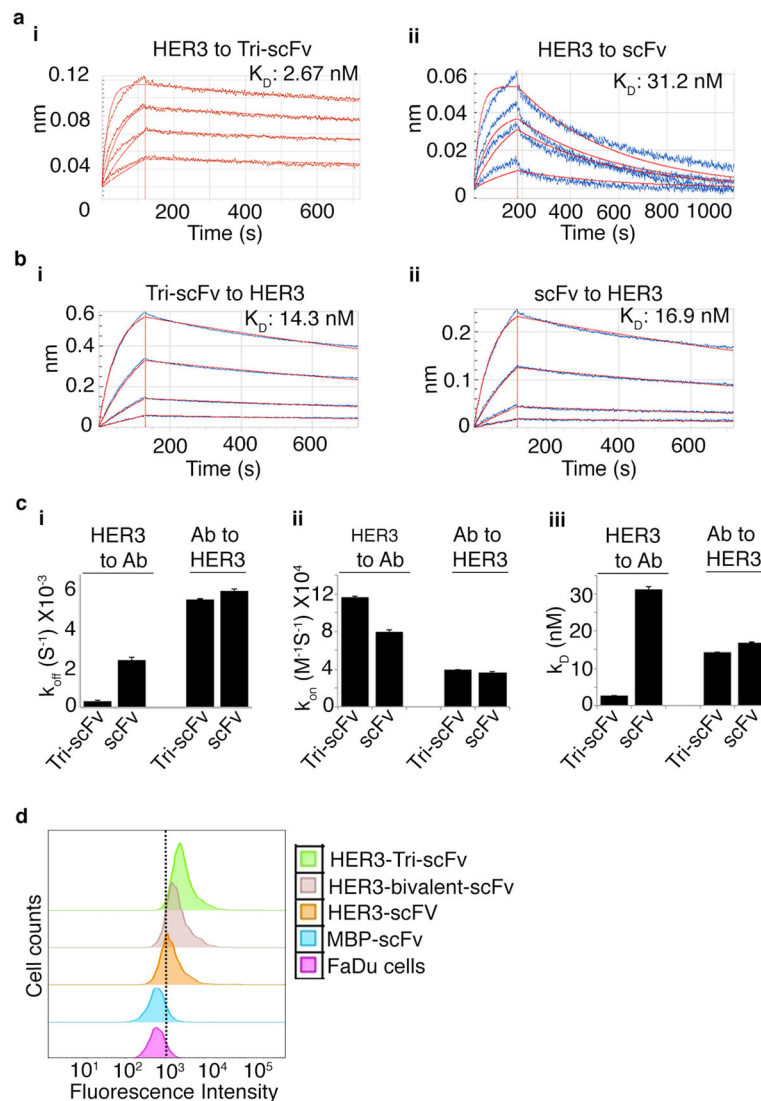 a
i
HER3 to Tri-scFv
K_D: 2.67 nM
0.12
0.08
0.04
nm
200 400 600
Time (s)
ii
HER3 to scFv
K_D: 31.2 nM
0.06
0.04
0.02
0
nm
200 400 600 800 1000
Time (s)
b
i
Tri-scFv to HER3
K_D: 14.3 nM
0.6
0.4
0.2
0
nm
200 400 600
Time (s)
ii
scFv to HER3
K_D: 16.9 nM
0.2
0.1
0
nm
200 400 600
Time (s)
c
i
HER3 to Ab
Ab to HER3
6
4
2
0
k_off (S⁻¹) X10⁻³
Tri-scFv
scFv
Tri-scFv
scFv
ii
HER3 to Ab
Ab to HER3
12
8
4
0
k_on (M⁻¹S⁻¹) X10⁴
Tri-scFv
scFv
Tri-scFv
scFv
iii
HER3 to Ab
Ab to HER3
30
20
10
0
k_D (nM)
Tri-scFv
scFv
Tri-scFv
scFv
d
Cell counts
10¹ 10² 10³ 10⁴ 10⁵
Fluorescence Intensity
HER3-Tri-scFv
HER3-bivalent-scFv
HER3-scFV
MBP-scFv
FaDu cells